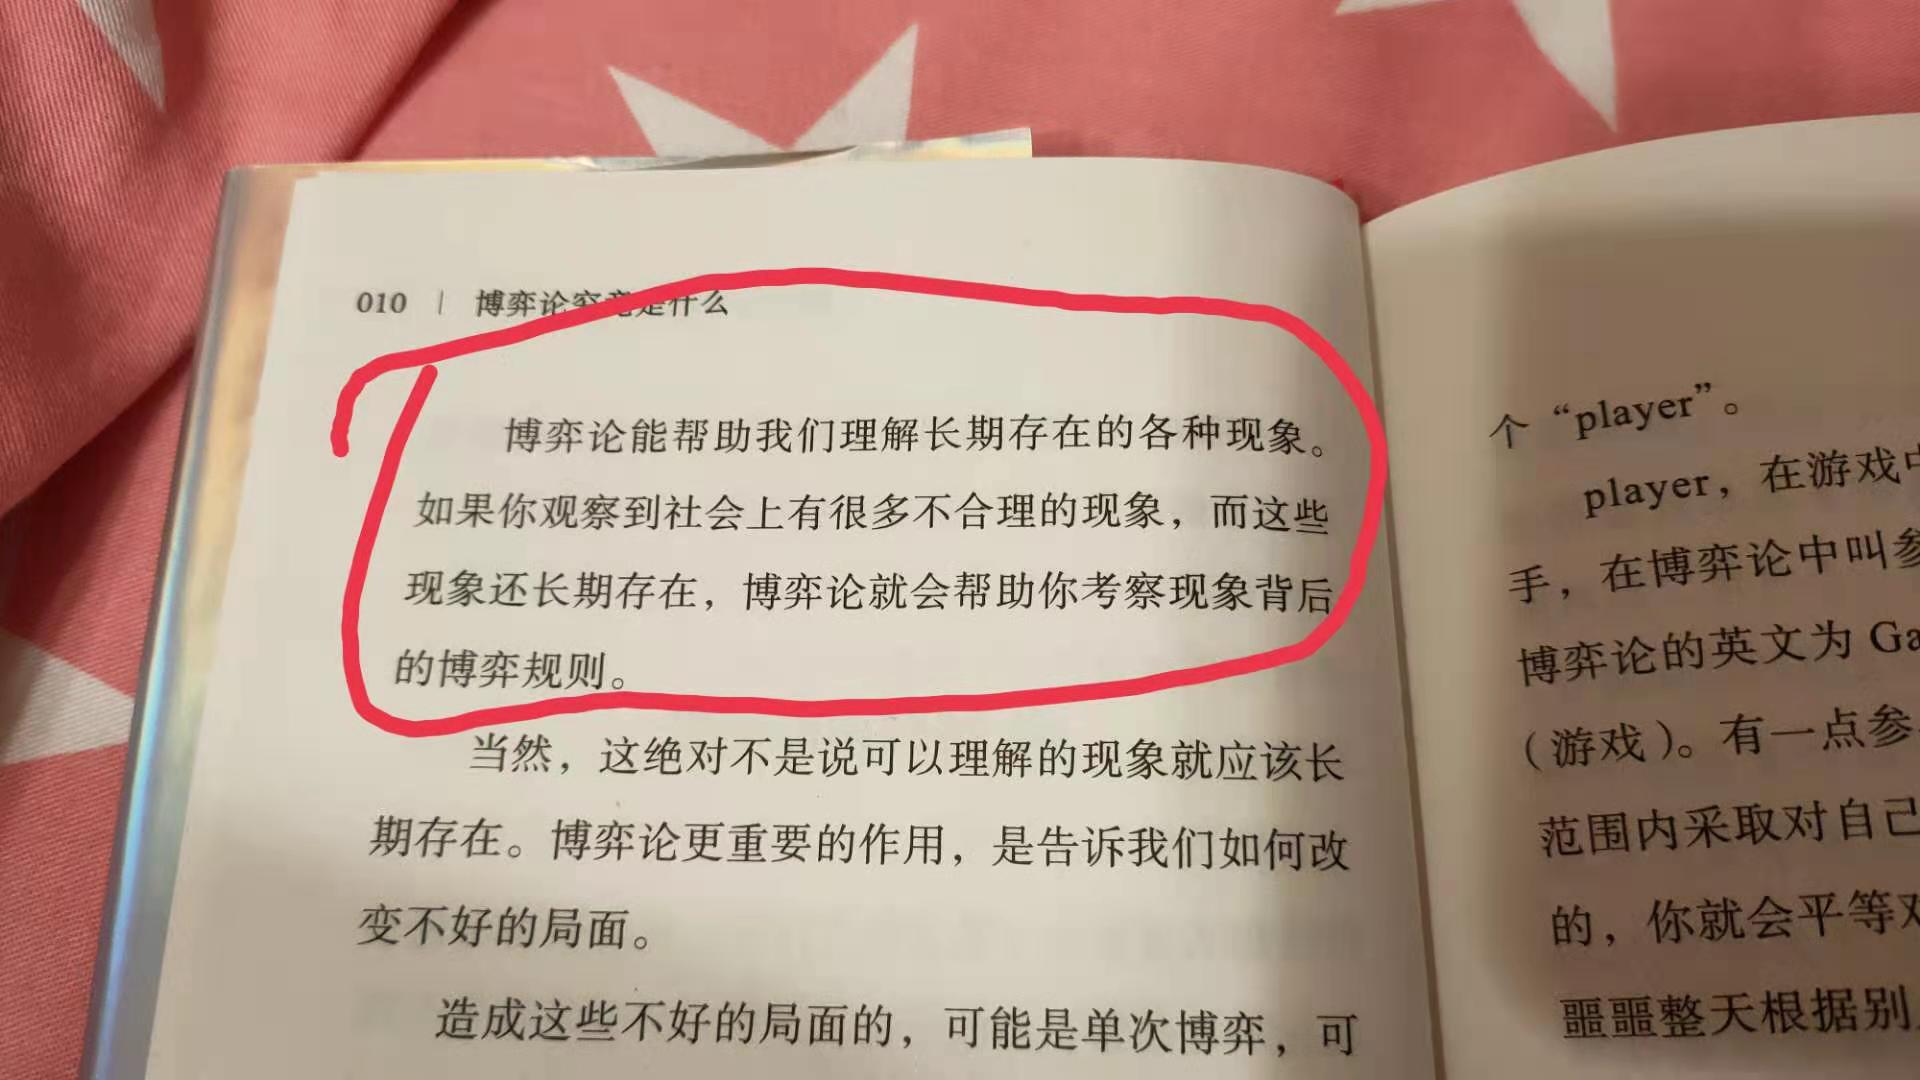 010 | 博弈论究竟是什么
博弈论能帮助我们理解长期存在的各种现象。
如果你观察到社会上有很多不合理的现象，而这些
现象还长期存在，博弈论就会帮助你考察现象背后
的博弈规则。
当然，这绝对不是说可以理解的现象就应该长
期存在。博弈论更重要的作用，是告诉我们如何改
变不好的局面。
造成这些不好的局面的，可能是单次博弈，可
个“player”。
player，在游戏中
手，在博弈论中叫参
博弈论的英文为 Ga
（游戏）。有一点参
范围内采取对自己
的，你就会平等对
噩噩整天根据别